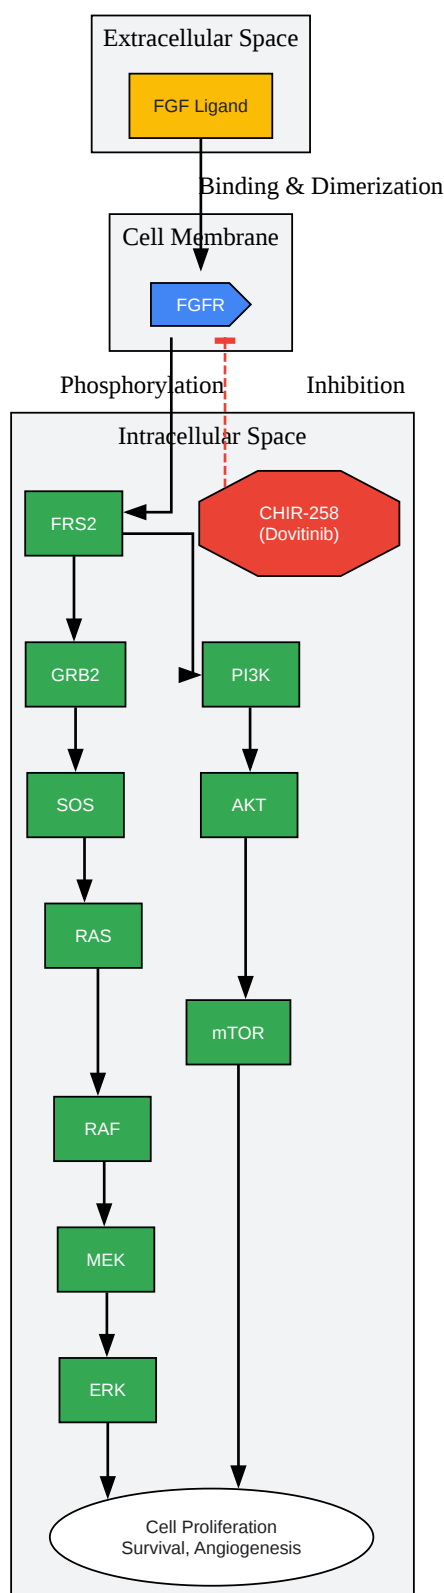 Extracellular Space
FGF Ligand
Binding & Dimerization
Cell Membrane
FGFR
Phosphorylation
Inhibition
Intracellular Space
FRS2
CHIR-258
(Dovitinib)
GRB2
PI3K
SOS
AKT
RAS
mTOR
RAF
MEK
ERK
Cell Proliferation
Survival, Angiogenesis